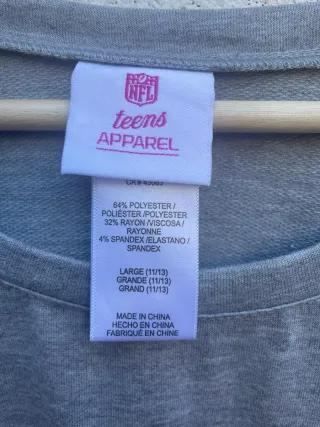 NFL
teens
APPAREL
64% POLYESTER /
POLIÉSTER /POLYESTER
32% RAYON /VISCOSA /
RAYONNE
4% SPANDEX /ELASTANO /
SPANDEX
LARGE (11/13)
GRANDE (11/13)
GRAND (11/13)
MADE IN CHINA
HECHO EN CHINA
FABRIQUÉ EN CHINE